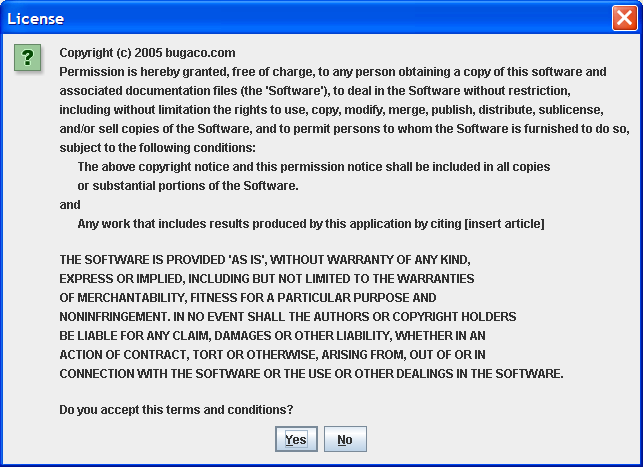 License
Copyright (c) 2005 bugaco.com
Permission is hereby granted, free of charge, to any person obtaining a copy of this software and
associated documentation files (the 'Software'), to deal in the Software without restriction,
including without limitation the rights to use, copy, modify, merge, publish, distribute, sublicense,
and/or sell copies of the Software, and to permit persons to whom the Software is furnished to do so,
subject to the following conditions:
The above copyright notice and this permission notice shall be included in all copies
or substantial portions of the Software.
and
Any work that includes results produced by this application by citing [insert article]
THE SOFTWARE IS PROVIDED 'AS IS', WITHOUT WARRANTY OF ANY KIND,
EXPRESS OR IMPLIED, INCLUDING BUT NOT LIMITED TO THE WARRANTIES
OF MERCHANTABILITY, FITNESS FOR A PARTICULAR PURPOSE AND
NONINFRINGEMENT. IN NO EVENT SHALL THE AUTHORS OR COPYRIGHT HOLDERS
BE LIABLE FOR ANY CLAIM, DAMAGES OR OTHER LIABILITY, WHETHER IN AN
ACTION OF CONTRACT, TORT OR OTHERWISE, ARISING FROM, OUT OF OR IN
CONNECTION WITH THE SOFTWARE OR THE USE OR OTHER DEALINGS IN THE SOFTWARE.
Do you accept this terms and conditions?
Yes No